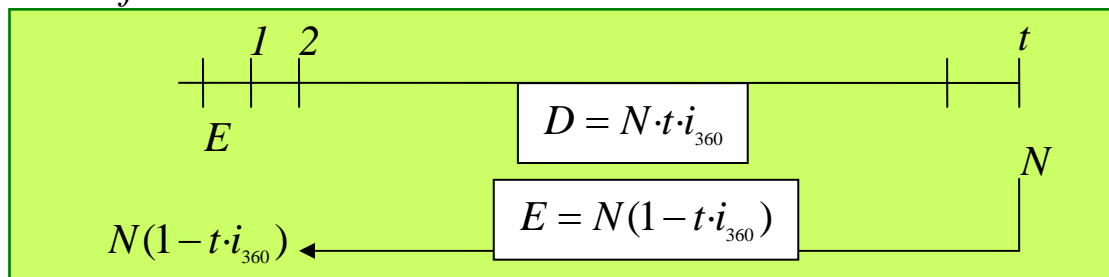 1 2 t
D = N·t·i₃₆₀
E
N
E = N(1 − t·i₃₆₀)
N(1 − t·i₃₆₀)